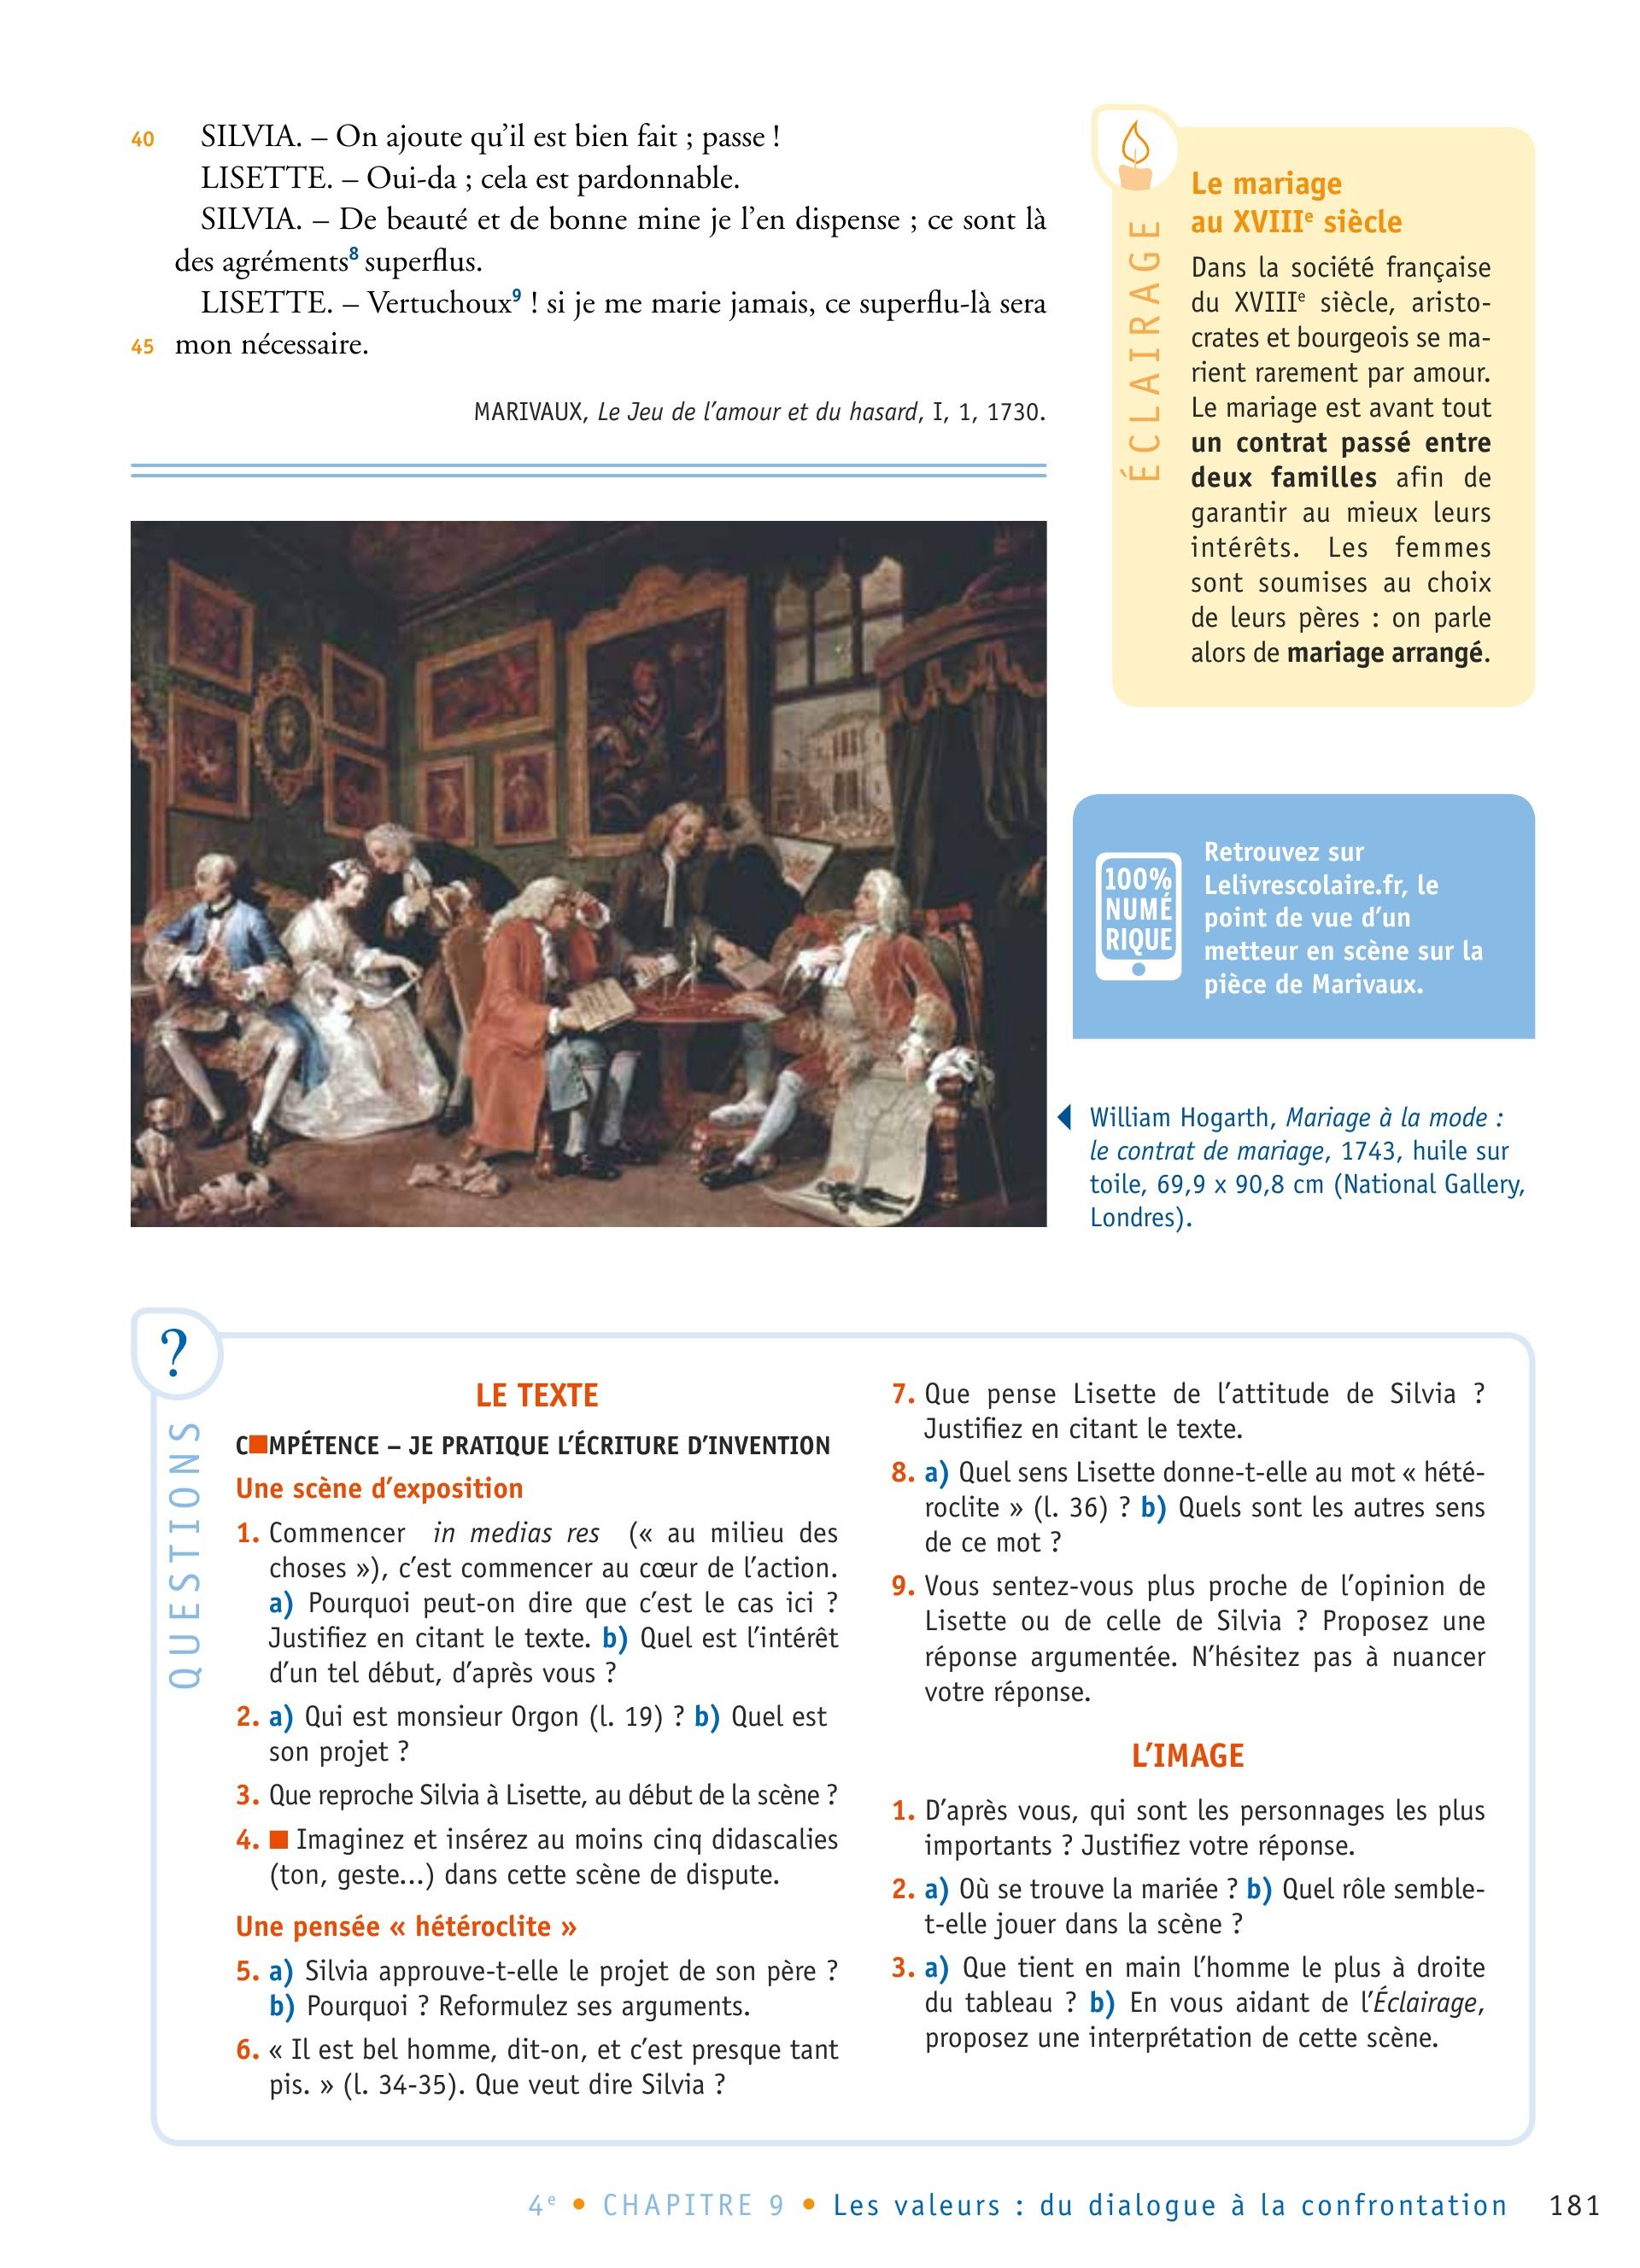 40 SILVIA. – On ajoute qu’il est bien fait ; passe !
LISETTE. – Oui-da ; cela est pardonnable.
SILVIA. – De beauté et de bonne mine je l’en dispense ; ce sont là
des agréments8 superflus.
LISETTE. – Vertuchoux9 ! si je me marie jamais, ce superflu-là sera
45 mon nécessaire.
MARIVAUX, Le Jeu de l’amour et du hasard, I, 1, 1730.
ÉCLAIRAGE
Le mariage
au XVIIIe siècle
Dans la société française
du XVIIIe siècle, aristo-
crates et bourgeois se ma-
rient rarement par amour.
Le mariage est avant tout
un contrat passé entre
deux familles afin de
garantir au mieux leurs
intérêts. Les femmes
sont soumises au choix
de leurs pères : on parle
alors de mariage arrangé.
100%
NUMÉ
RIQUE
Retrouvez sur
Lelivrescolaire.fr, le
point de vue d’un
metteur en scène sur la
pièce de Marivaux.
William Hogarth, Mariage à la mode :
le contrat de mariage, 1743, huile sur
toile, 69,9 x 90,8 cm (National Gallery,
Londres).
?
QUESTIONS
LE TEXTE
C■MPÉTENCE – JE PRATIQUE L’ÉCRITURE D’INVENTION
Une scène d’exposition
1. Commencer in medias res (« au milieu des
choses »), c’est commencer au cœur de l’action.
a) Pourquoi peut-on dire que c’est le cas ici ?
Justifiez en citant le texte. b) Quel est l’intérêt
d’un tel début, d’après vous ?
2. a) Qui est monsieur Orgon (l. 19) ? b) Quel est
son projet ?
3. Que reproche Silvia à Lisette, au début de la scène ?
4. ■ Imaginez et insérez au moins cinq didascalies
(ton, geste...) dans cette scène de dispute.
Une pensée « hétéroclite »
5. a) Silvia approuve-t-elle le projet de son père ?
b) Pourquoi ? Reformulez ses arguments.
6. « Il est bel homme, dit-on, et c’est presque tant
pis. » (l. 34-35). Que veut dire Silvia ?
7. Que pense Lisette de l’attitude de Silvia ?
Justifiez en citant le texte.
8. a) Quel sens Lisette donne-t-elle au mot « hété-
roclite » (l. 36) ? b) Quels sont les autres sens
de ce mot ?
9. Vous sentez-vous plus proche de l’opinion de
Lisette ou de celle de Silvia ? Proposez une
réponse argumentée. N’hésitez pas à nuancer
votre réponse.
L’IMAGE
1. D’après vous, qui sont les personnages les plus
importants ? Justifiez votre réponse.
2. a) Où se trouve la mariée ? b) Quel rôle semble-
t-elle jouer dans la scène ?
3. a) Que tient en main l’homme le plus à droite
du tableau ? b) En vous aidant de l’Éclairage,
proposez une interprétation de cette scène.
4e • CHAPITRE 9 • Les valeurs : du dialogue à la confrontation 181